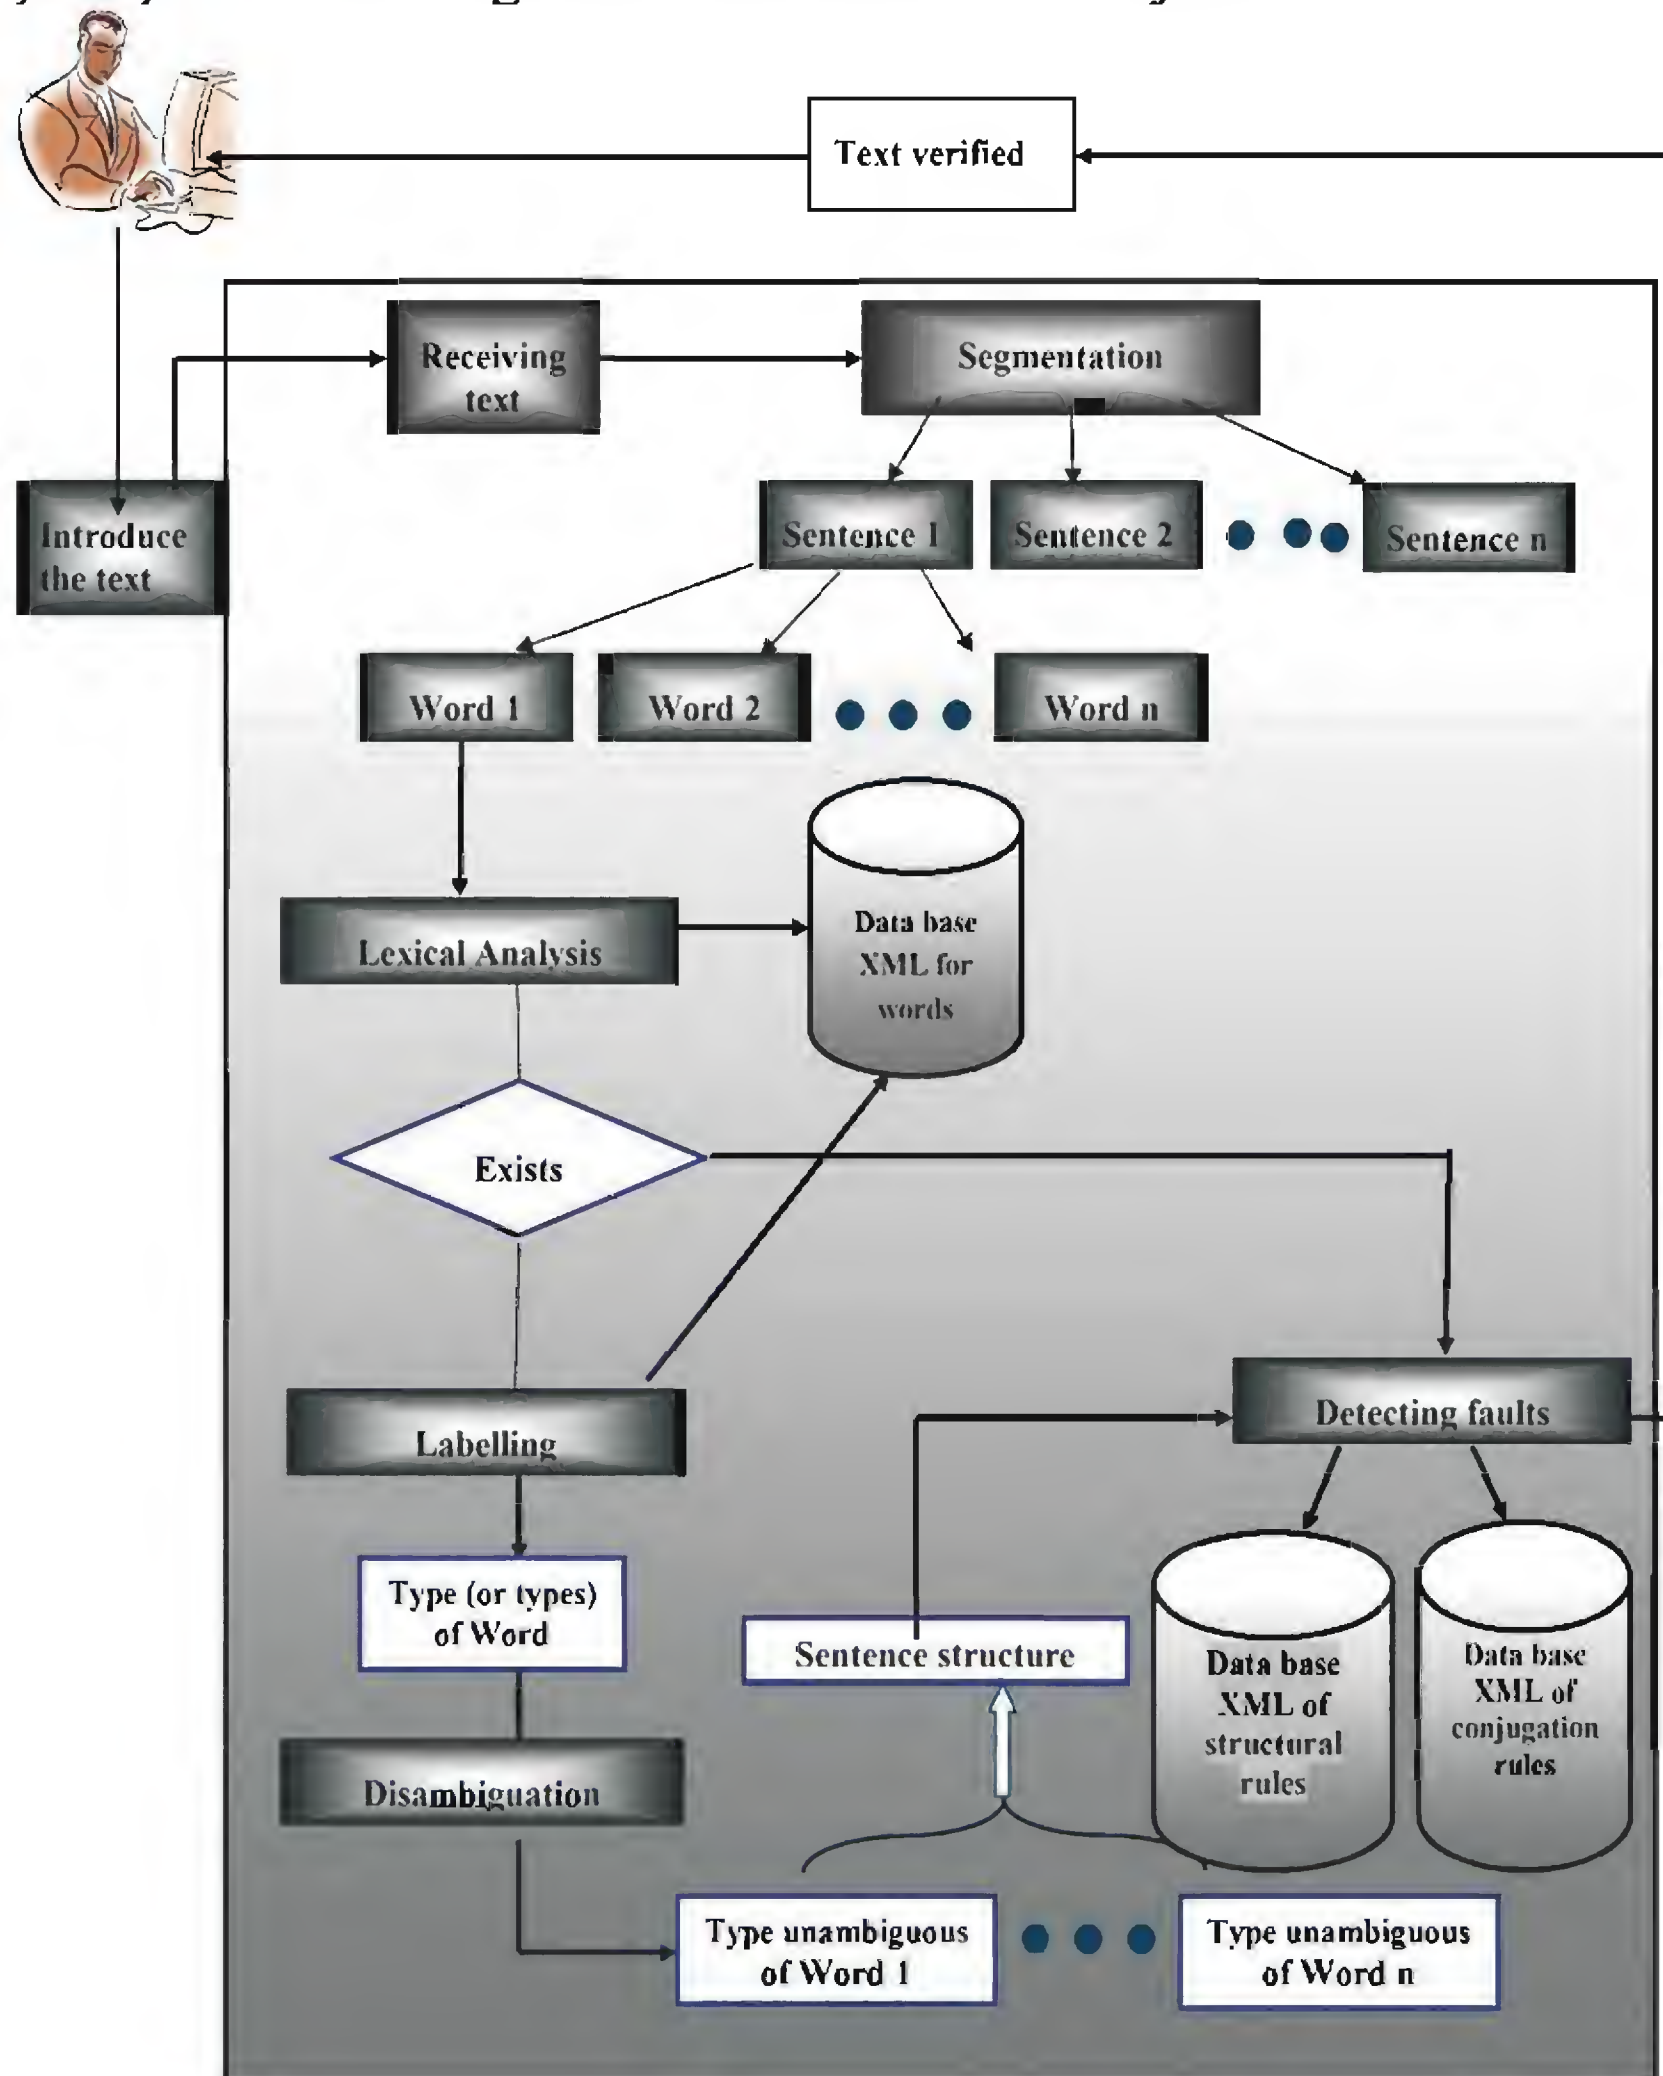 Text verified
Receiving
text
Segmentation
Introduce
the text
Sentence 1
Sentence 2
Sentence n
Word 1
Word 2
Word n
Lexical Analysis
Data base
XML for
words
Exists
Labelling
Detecting faults
Type (or types)
of Word
Sentence structure
Data base
XML of
structural
rules
Data base
XML of
conjugation
rules
Disambiguation
Type unambiguous
of Word 1
Type unambiguous
of Word n